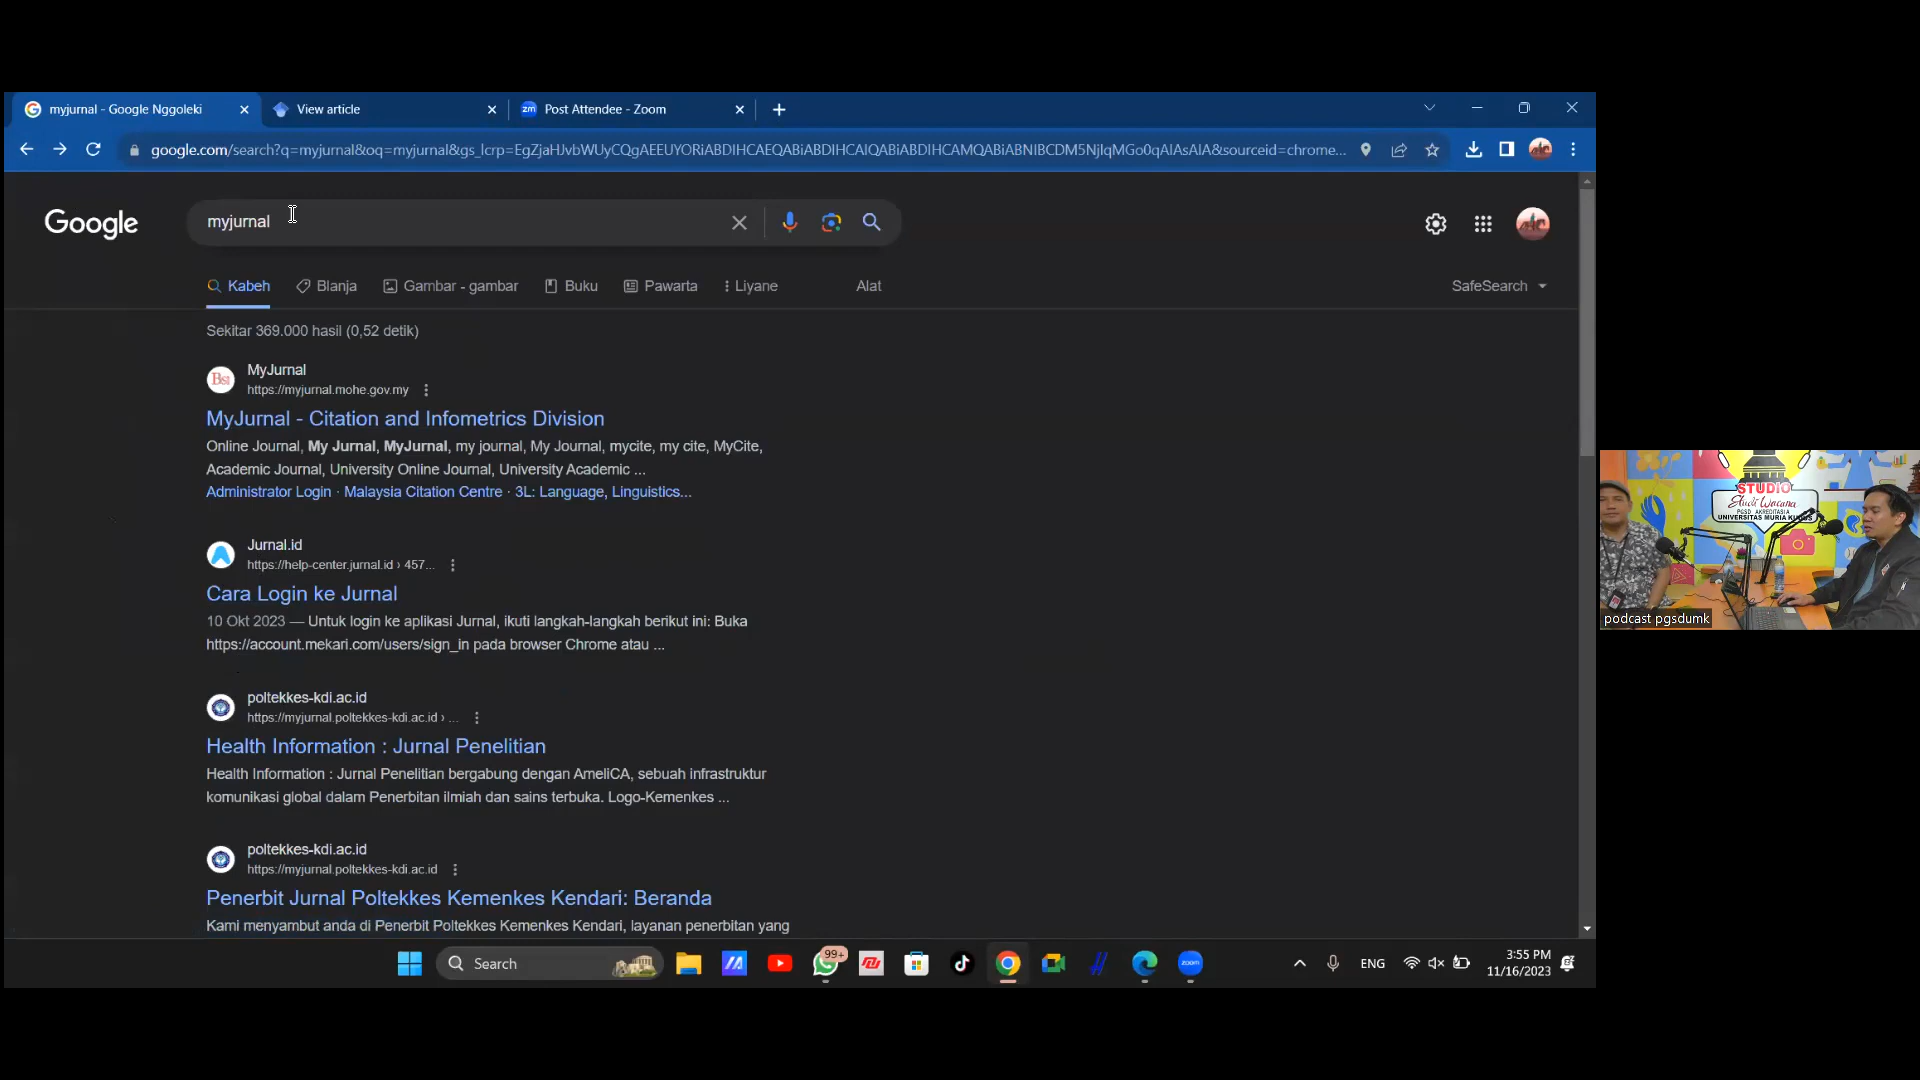 myjurnal - Google Nggoleki
View article
Post Attendee - Zoom
google.com/search?q=myjurnal&oq=myjurnal&gs_lcrp=EgZjaHJvbWUyCQgAEEUYORiABDIHCAEQABiABDIHCAIQABiABDIHCAMQABiABNIBCDM5NjlqMGo0qAIAsAIA&sourceid=chrome...
Google
myjurnal
Kabeh
Blanja
Gambar - gambar
Buku
Pawarta
Liyane
Alat
SafeSearch
Sekitar 369.000 hasil (0,52 detik)
MyJurnal
https://myjurnal.mohe.gov.my
MyJurnal - Citation and Infometrics Division
Online Journal, My Jurnal, MyJurnal, my journal, My Journal, mycite, my cite, MyCite,
Academic Journal, University Online Journal, University Academic ...
Administrator Login · Malaysia Citation Centre · 3L: Language, Linguistics...
Jurnal.id
https://help-center.jurnal.id › 457...
Cara Login ke Jurnal
10 Okt 2023 — Untuk login ke aplikasi Jurnal, ikuti langkah-langkah berikut ini: Buka
https://account.mekari.com/users/sign_in pada browser Chrome atau ...
poltekkes-kdi.ac.id
https://myjurnal.poltekkes-kdi.ac.id › ...
Health Information : Jurnal Penelitian
Health Information : Jurnal Penelitian bergabung dengan AmeliCA, sebuah infrastruktur
komunikasi global dalam Penerbitan ilmiah dan sains terbuka. Logo-Kemenkes ...
poltekkes-kdi.ac.id
https://myjurnal.poltekkes-kdi.ac.id
Penerbit Jurnal Poltekkes Kemenkes Kendari: Beranda
Kami menyambut anda di Penerbit Poltekkes Kemenkes Kendari, layanan penerbitan yang
STUDIO
Studi Wacana
PGSD AKREDITASI
UNIVERSITAS MURIA KUDUS
podcast pgsdumk
Search
99+
zoom
ENG
3:55 PM
11/16/2023